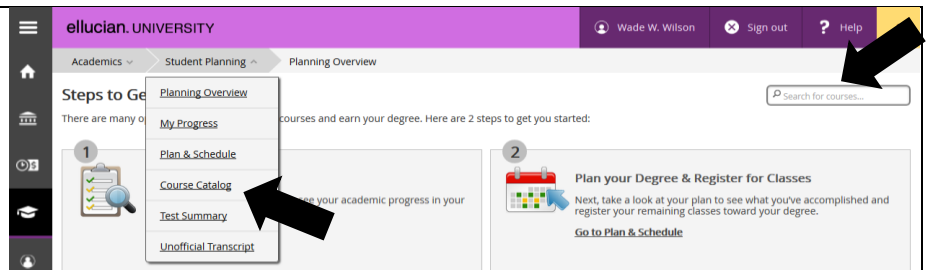 ellucian. UNIVERSITY
Wade W. Wilson
Sign out
? Help
Academics
Student Planning
Planning Overview
Steps to Ge
Search for courses...
There are many o
courses and earn your degree. Here are 2 steps to get you started:
Planning Overview
My Progress
Plan & Schedule
Course Catalog
Test Summary
Unofficial Transcript
1
see your academic progress in your
2
Plan your Degree & Register for Classes
Next, take a look at your plan to see what you've accomplished and
register your remaining classes toward your degree.
Go to Plan & Schedule